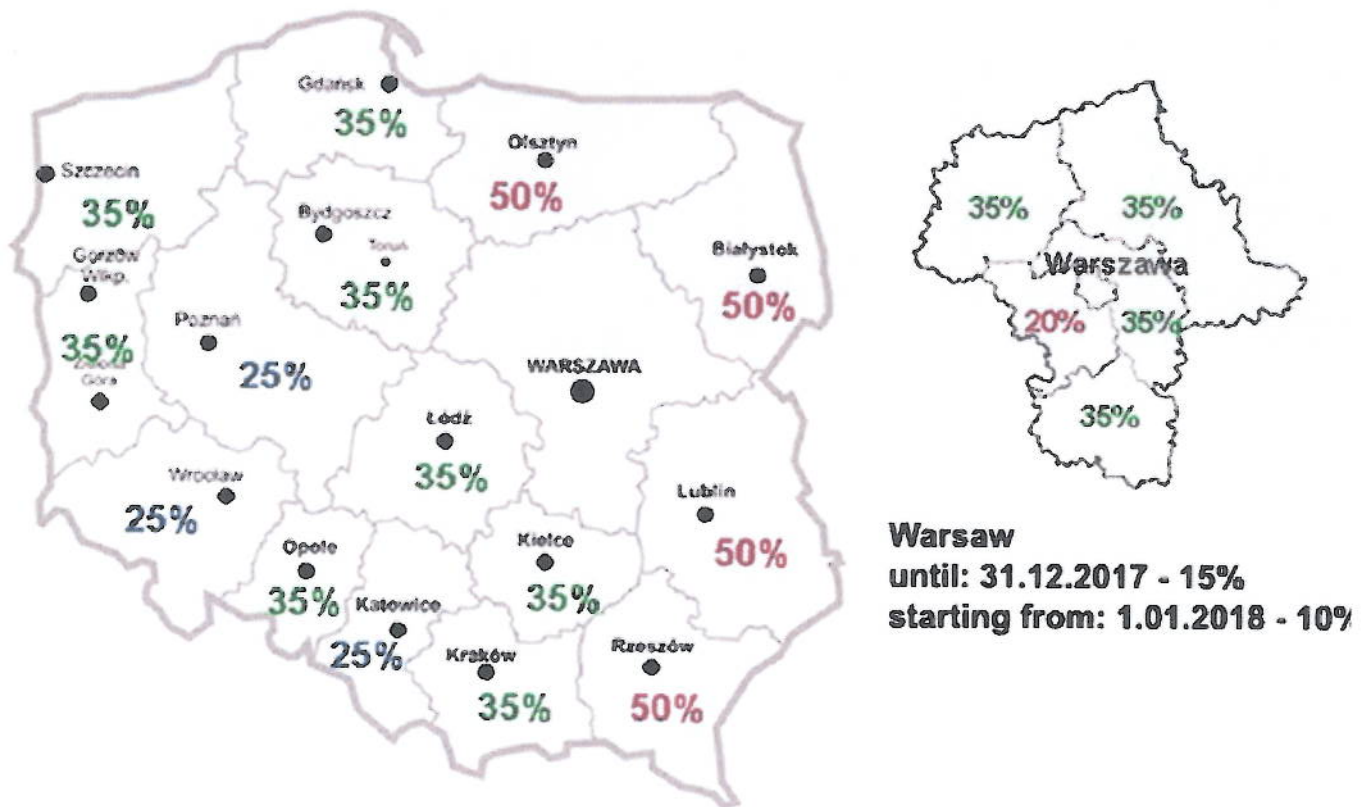 Gdańsk
35%
Olsztyn
50%
Szczecin
35%
Bydgoszcz
Toruń
35%
Białystok
50%
Gorzów
Wlkp.
35%
Zielona
Góra
Poznań
25%
WARSZAWA
Łódź
35%
Wrocław
25%
Lublin
50%
Opole
35%
Kielce
35%
Katowice
25%
Kraków
35%
Rzeszów
50%
35%
35%
Warszawa
20%
35%
35%
Warsaw
until: 31.12.2017 - 15%
starting from: 1.01.2018 - 10%